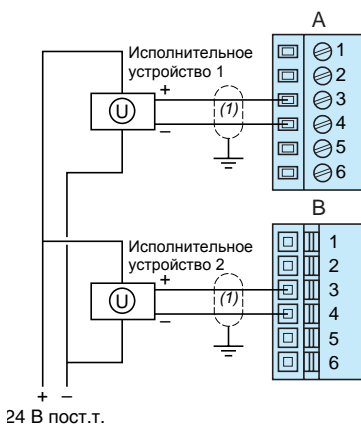 A
Исполнительное
устройство 1
1
2
3
4
5
6
+
–
U
(1)
B
Исполнительное
устройство 2
1
2
3
4
5
6
+
–
U
(1)
+ –
24 В пост.т.